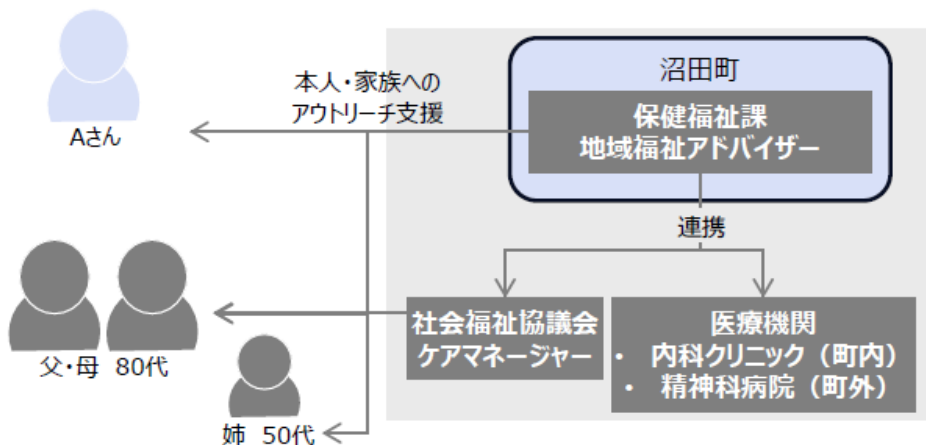 沼田町
保健福祉課
地域福祉アドバイザー
本人・家族への
アウトリーチ支援
Aさん
連携
社会福祉協議会
ケアマネージャー
医療機関
• 内科クリニック（町内）
• 精神科病院（町外）
父・母 80代
姉 50代